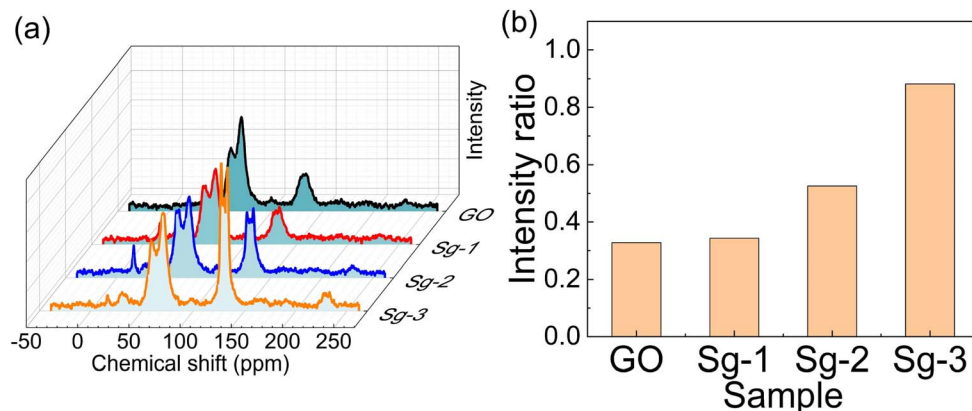 (a)
Intensity
GO
Sg-1
Sg-2
Sg-3
-50 0 50 100 150 200 250
Chemical shift (ppm)
(b)
Intensity ratio
1.0
0.8
0.6
0.4
0.2
0.0
GO Sg-1 Sg-2 Sg-3
Sample